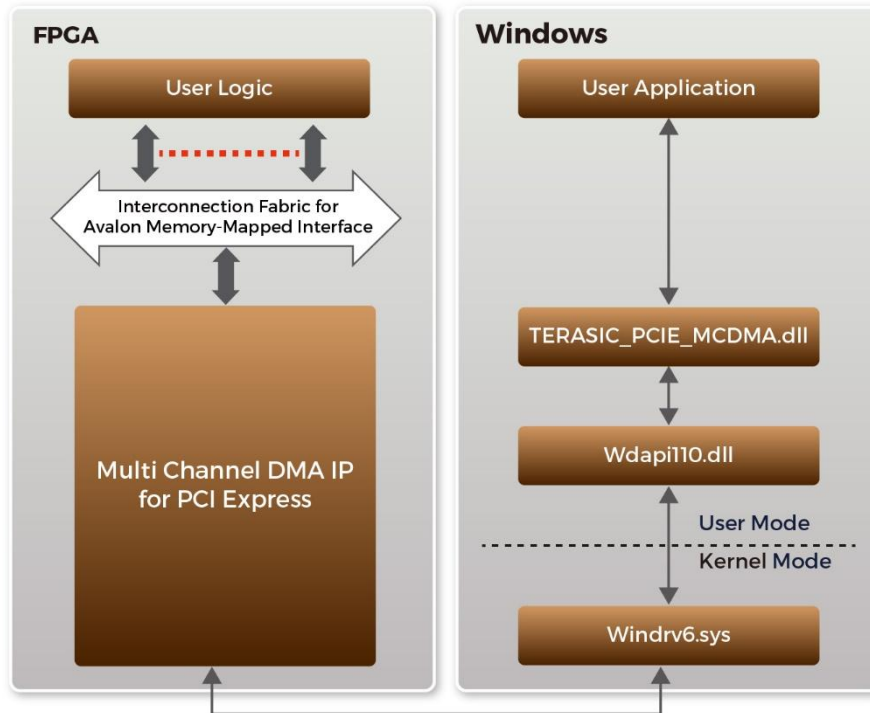 FPGA
User Logic
Interconnection Fabric for
Avalon Memory-Mapped Interface
Multi Channel DMA IP
for PCI Express
Windows
User Application
TERASIC_PCIE_MCDMA.dll
Wdapi110.dll
User Mode
Kernel Mode
Windrv6.sys